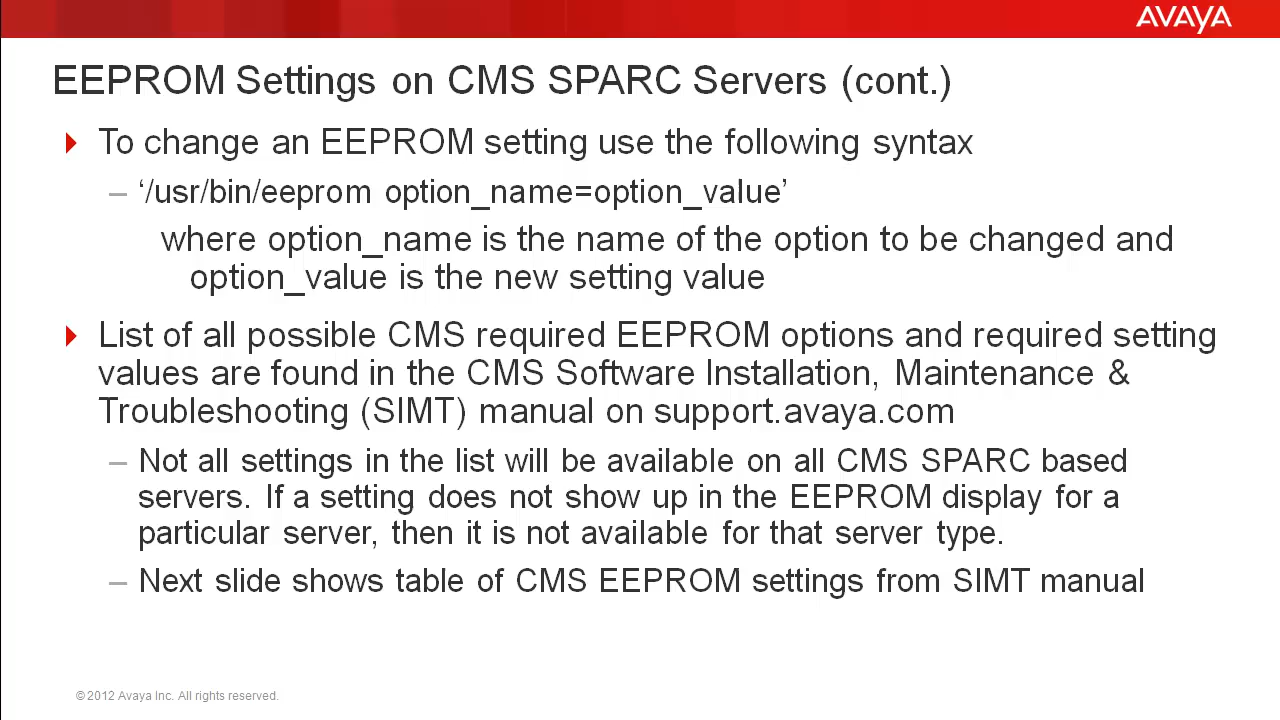 AVAYA
EEPROM Settings on CMS SPARC Servers (cont.)
To change an EEPROM setting use the following syntax
– ‘/usr/bin/eeprom option_name=option_value’
where option_name is the name of the option to be changed and
option_value is the new setting value
List of all possible CMS required EEPROM options and required setting
values are found in the CMS Software Installation, Maintenance &
Troubleshooting (SIMT) manual on support.avaya.com
– Not all settings in the list will be available on all CMS SPARC based
servers. If a setting does not show up in the EEPROM display for a
particular server, then it is not available for that server type.
– Next slide shows table of CMS EEPROM settings from SIMT manual
© 2012 Avaya Inc. All rights reserved.